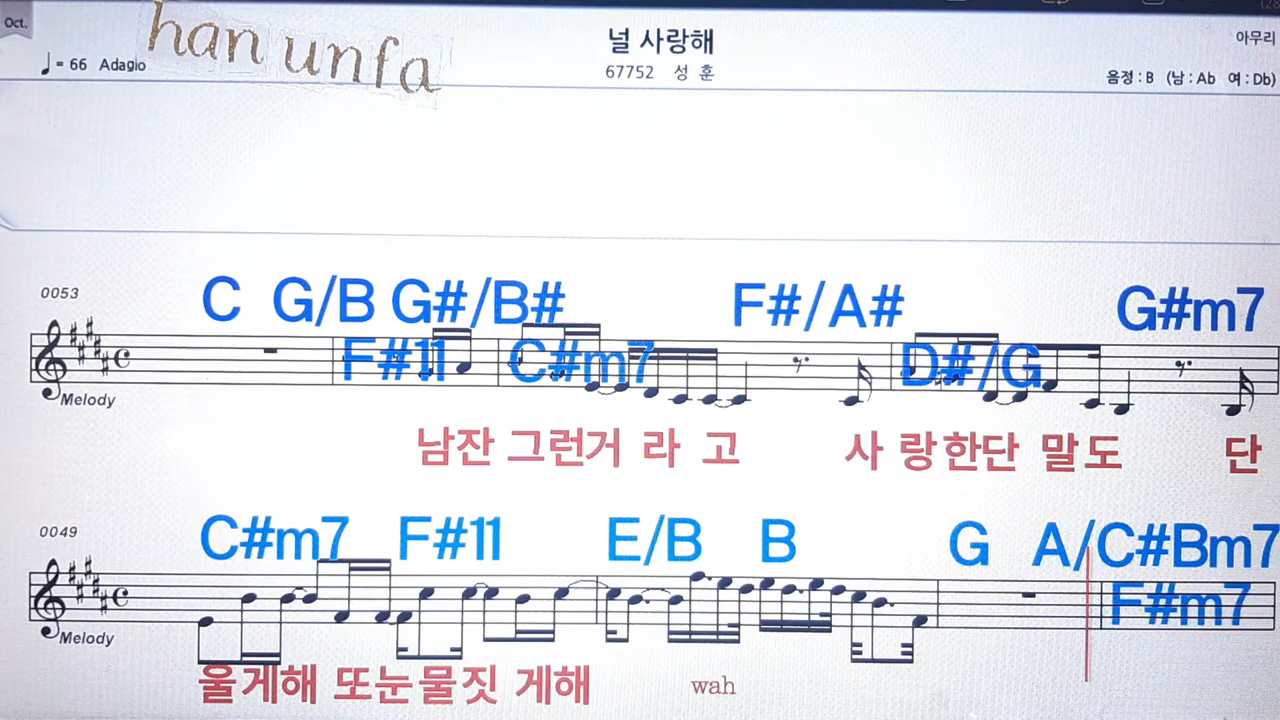 Oct.
han unfa
널 사랑해
아무리
♩= 66 Adagio
67752 성 훈
음정 : B (남 : Ab 여 : Db)
0053
C G/B G#/B# F#/A# G#m7
F#11 C#m7 D#/G
Melody
남잔 그런거 라 고 사 랑한단 말도 단
0049
C#m7 F#11 E/B B G A/C#Bm7
F#m7
Melody
울게해 또눈물짓 게해 wah